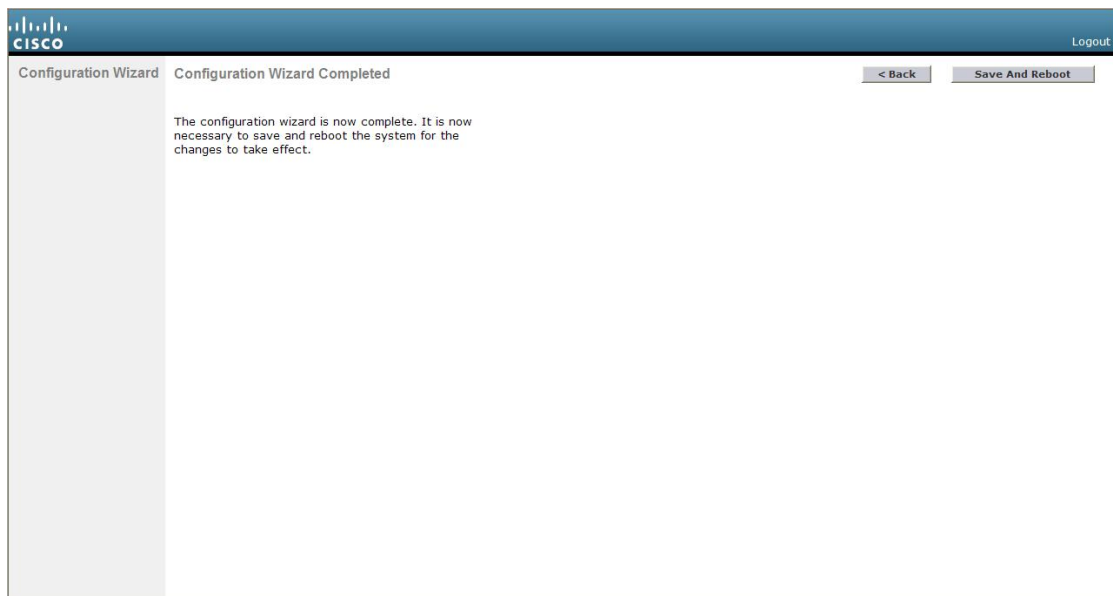 CISCO
Logout
Configuration Wizard
Configuration Wizard Completed
< Back
Save And Reboot
The configuration wizard is now complete. It is now
necessary to save and reboot the system for the
changes to take effect.